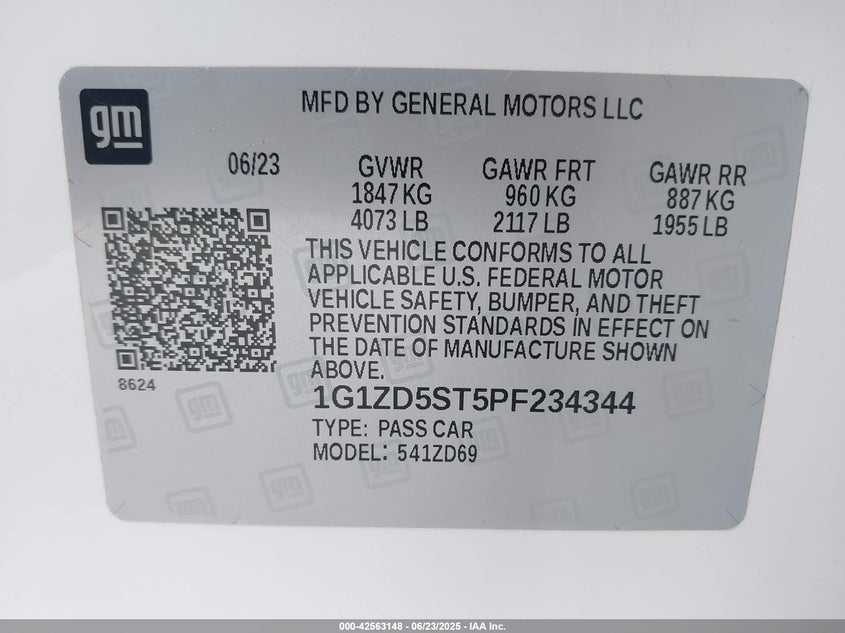 gm
MFD BY GENERAL MOTORS LLC
06/23 GVWR GAWR FRT GAWR RR
1847 KG 960 KG 887 KG
4073 LB 2117 LB 1955 LB
THIS VEHICLE CONFORMS TO ALL
APPLICABLE U.S. FEDERAL MOTOR
VEHICLE SAFETY, BUMPER, AND THEFT
PREVENTION STANDARDS IN EFFECT ON
THE DATE OF MANUFACTURE SHOWN
ABOVE.
8624
1G1ZD5ST5PF234344
TYPE: PASS CAR
MODEL: 541ZD69
000-42563148 - 06/23/2025 - IAA Inc.